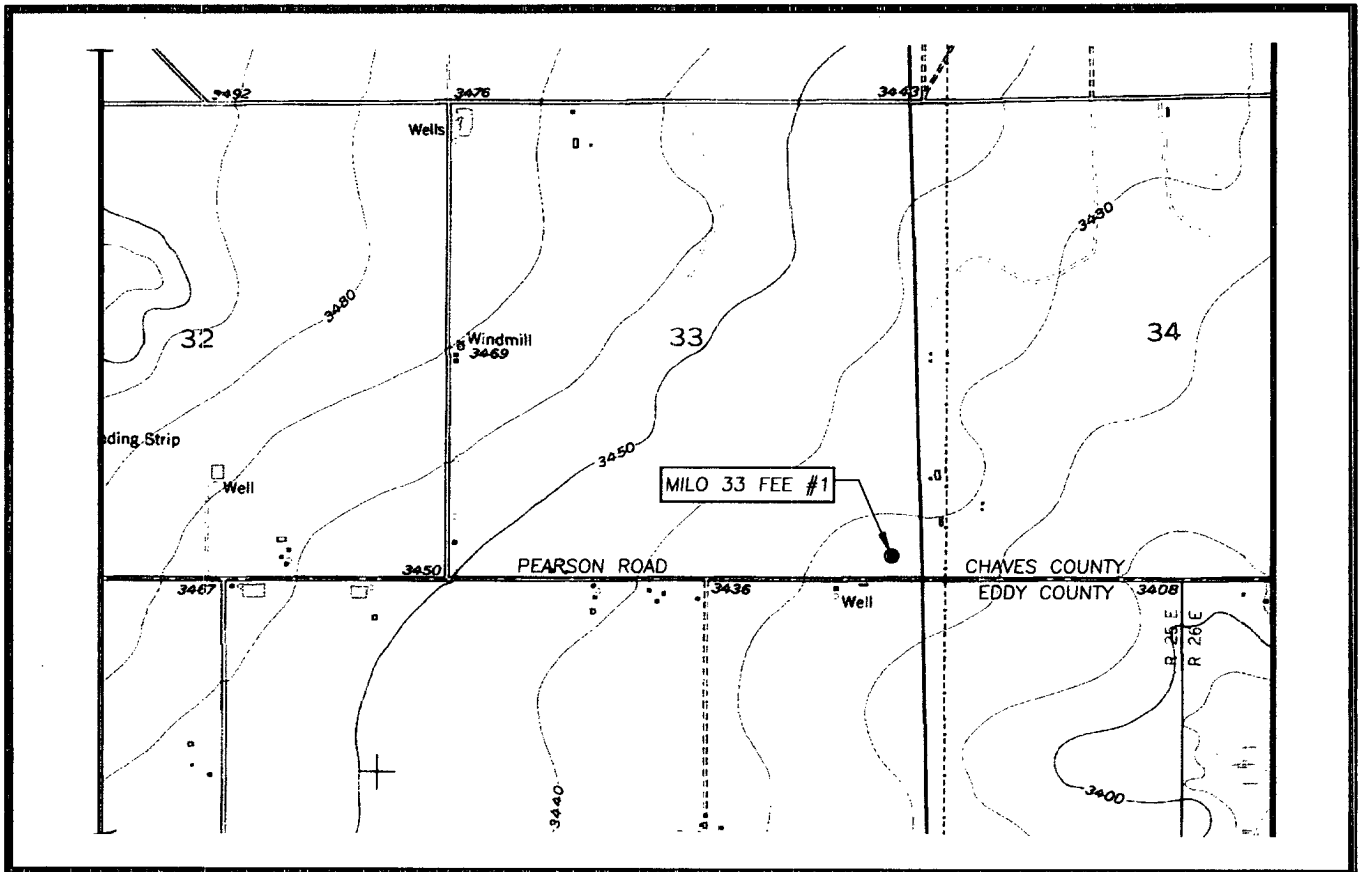 3492
3476
3443
Wells
3430
3480
32
Windmill
3469
33
34
ding Strip
3450
MILO 33 FEE #1
Well
3450
PEARSON ROAD
CHAVES COUNTY
3467
3436
Well
EDDY COUNTY
3408
R 25 E
R 26 E
3440
3400